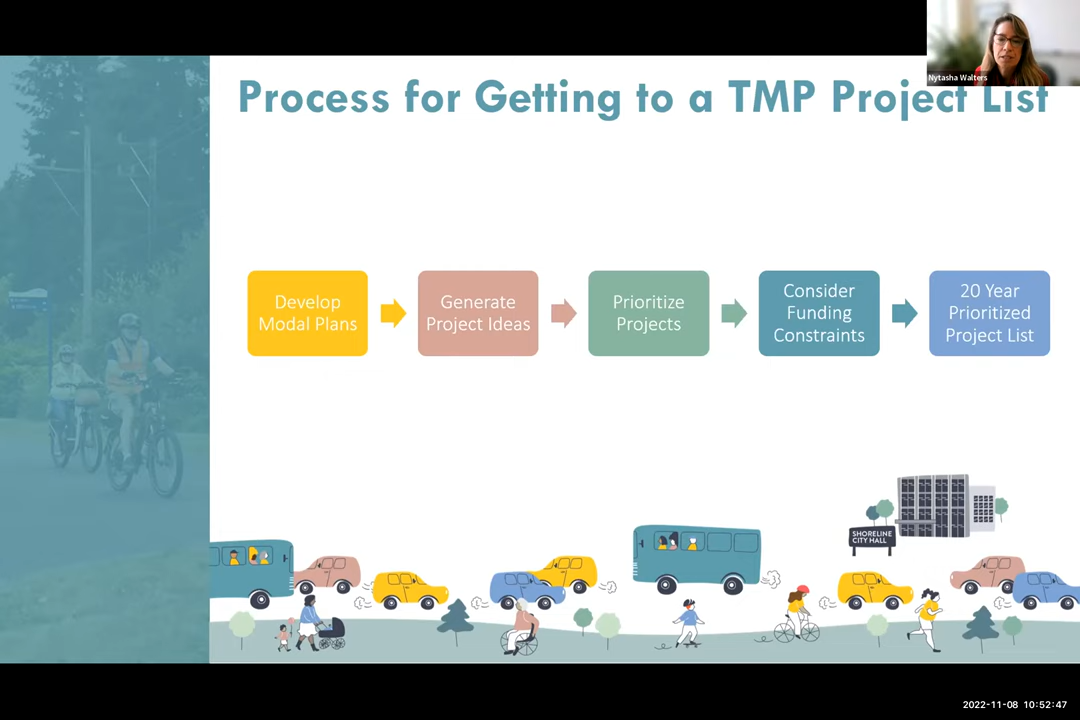 Nytasha Walters
Process for Getting to a TMP Project List
Develop
Modal Plans
Generate
Project Ideas
Prioritize
Projects
Consider
Funding
Constraints
20 Year
Prioritized
Project List
SHORELINE
CITY HALL
2022-11-08 10:52:47